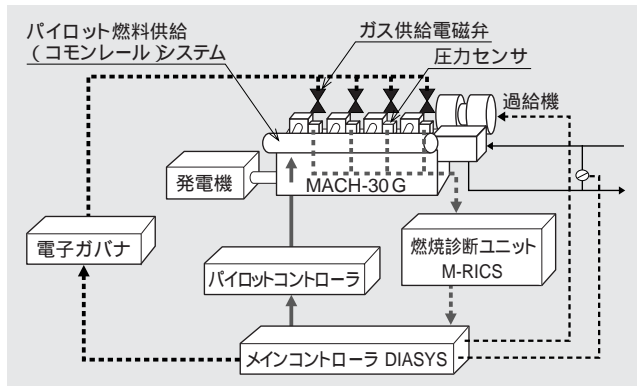 パイロット燃料供給
(コモンレール)システム
ガス供給電磁弁
圧力センサ
過給機
発電機
MACH-30G
電子ガバナ
パイロットコントローラ
燃焼診断ユニット
M-RICS
メインコントローラ DIASYS